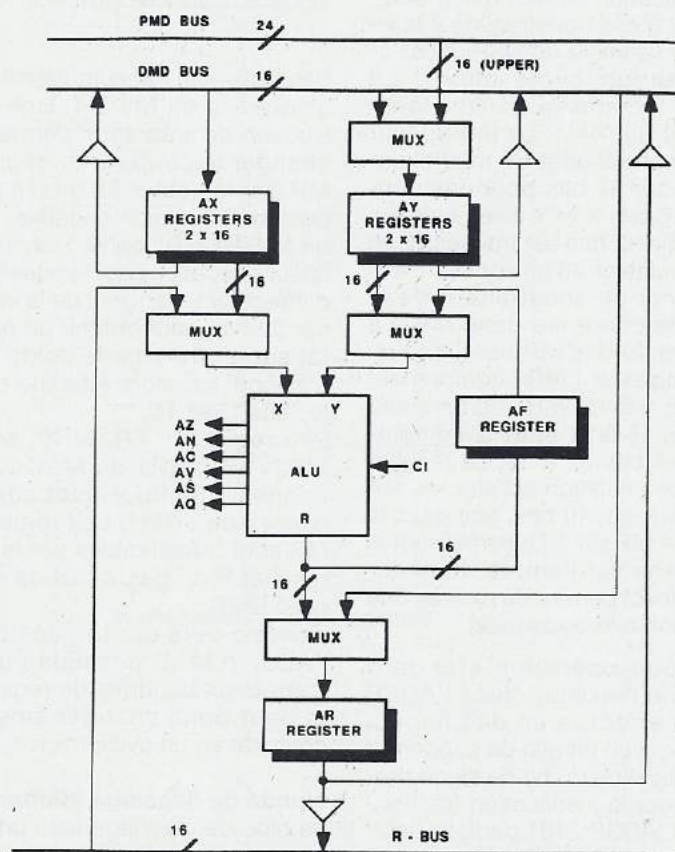 PMD BUS
24
DMD BUS
16
16 (UPPER)
MUX
AX
REGISTERS
2 x 16
AY
REGISTERS
2 x 16
16
16
MUX
MUX
X
Y
AZ
AN
AC
AV
AS
AQ
ALU
CI
R
AF
REGISTER
16
16
MUX
AR
REGISTER
16
R - BUS